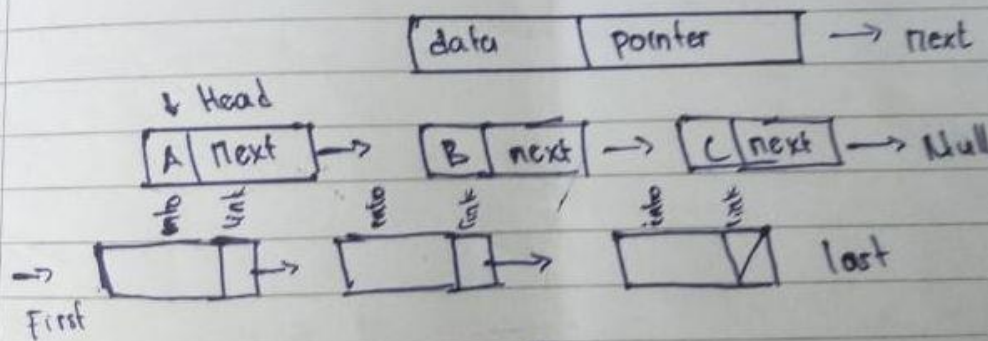 data pointer → next
↓ Head
A next → B next → C next → Null
info link info link info link
→ last
First